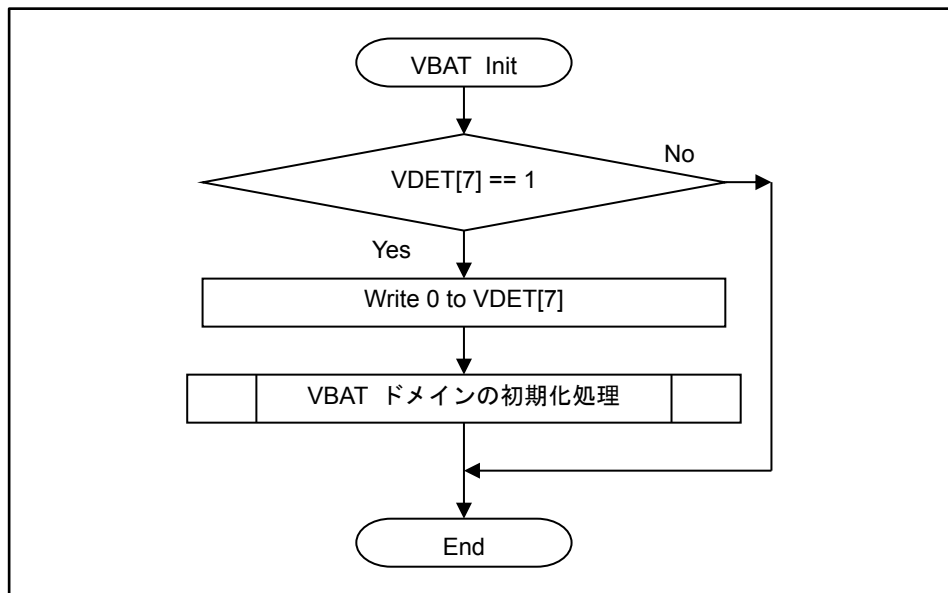 VBAT Init
VDET[7] == 1
No
Yes
Write 0 to VDET[7]
VBAT ドメインの初期化処理
End